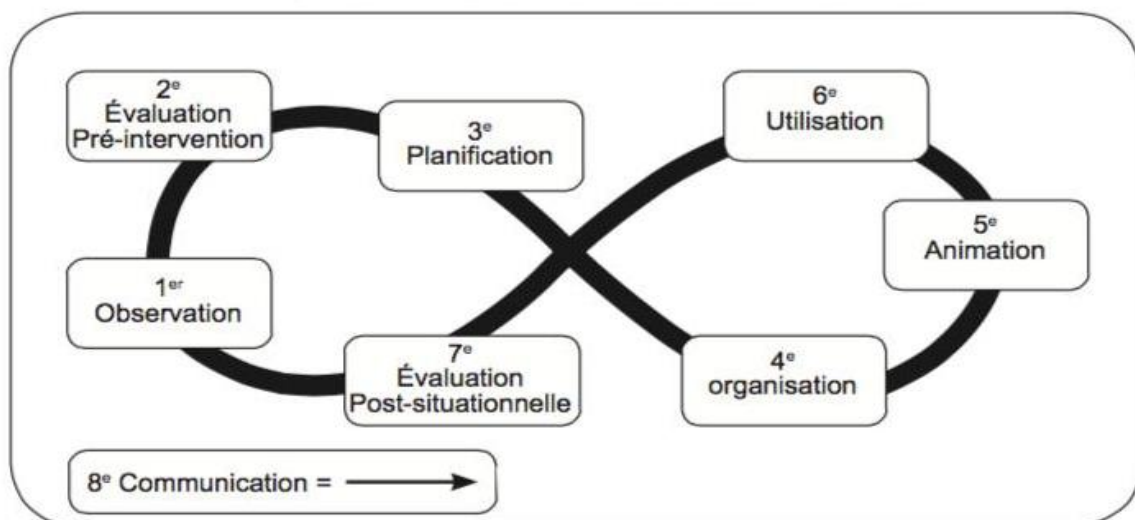 1er
Observation
2e
Évaluation
Pré-intervention
3e
Planification
4e
organisation
5e
Animation
6e
Utilisation
7e
Évaluation
Post-situationnelle
8e Communication =